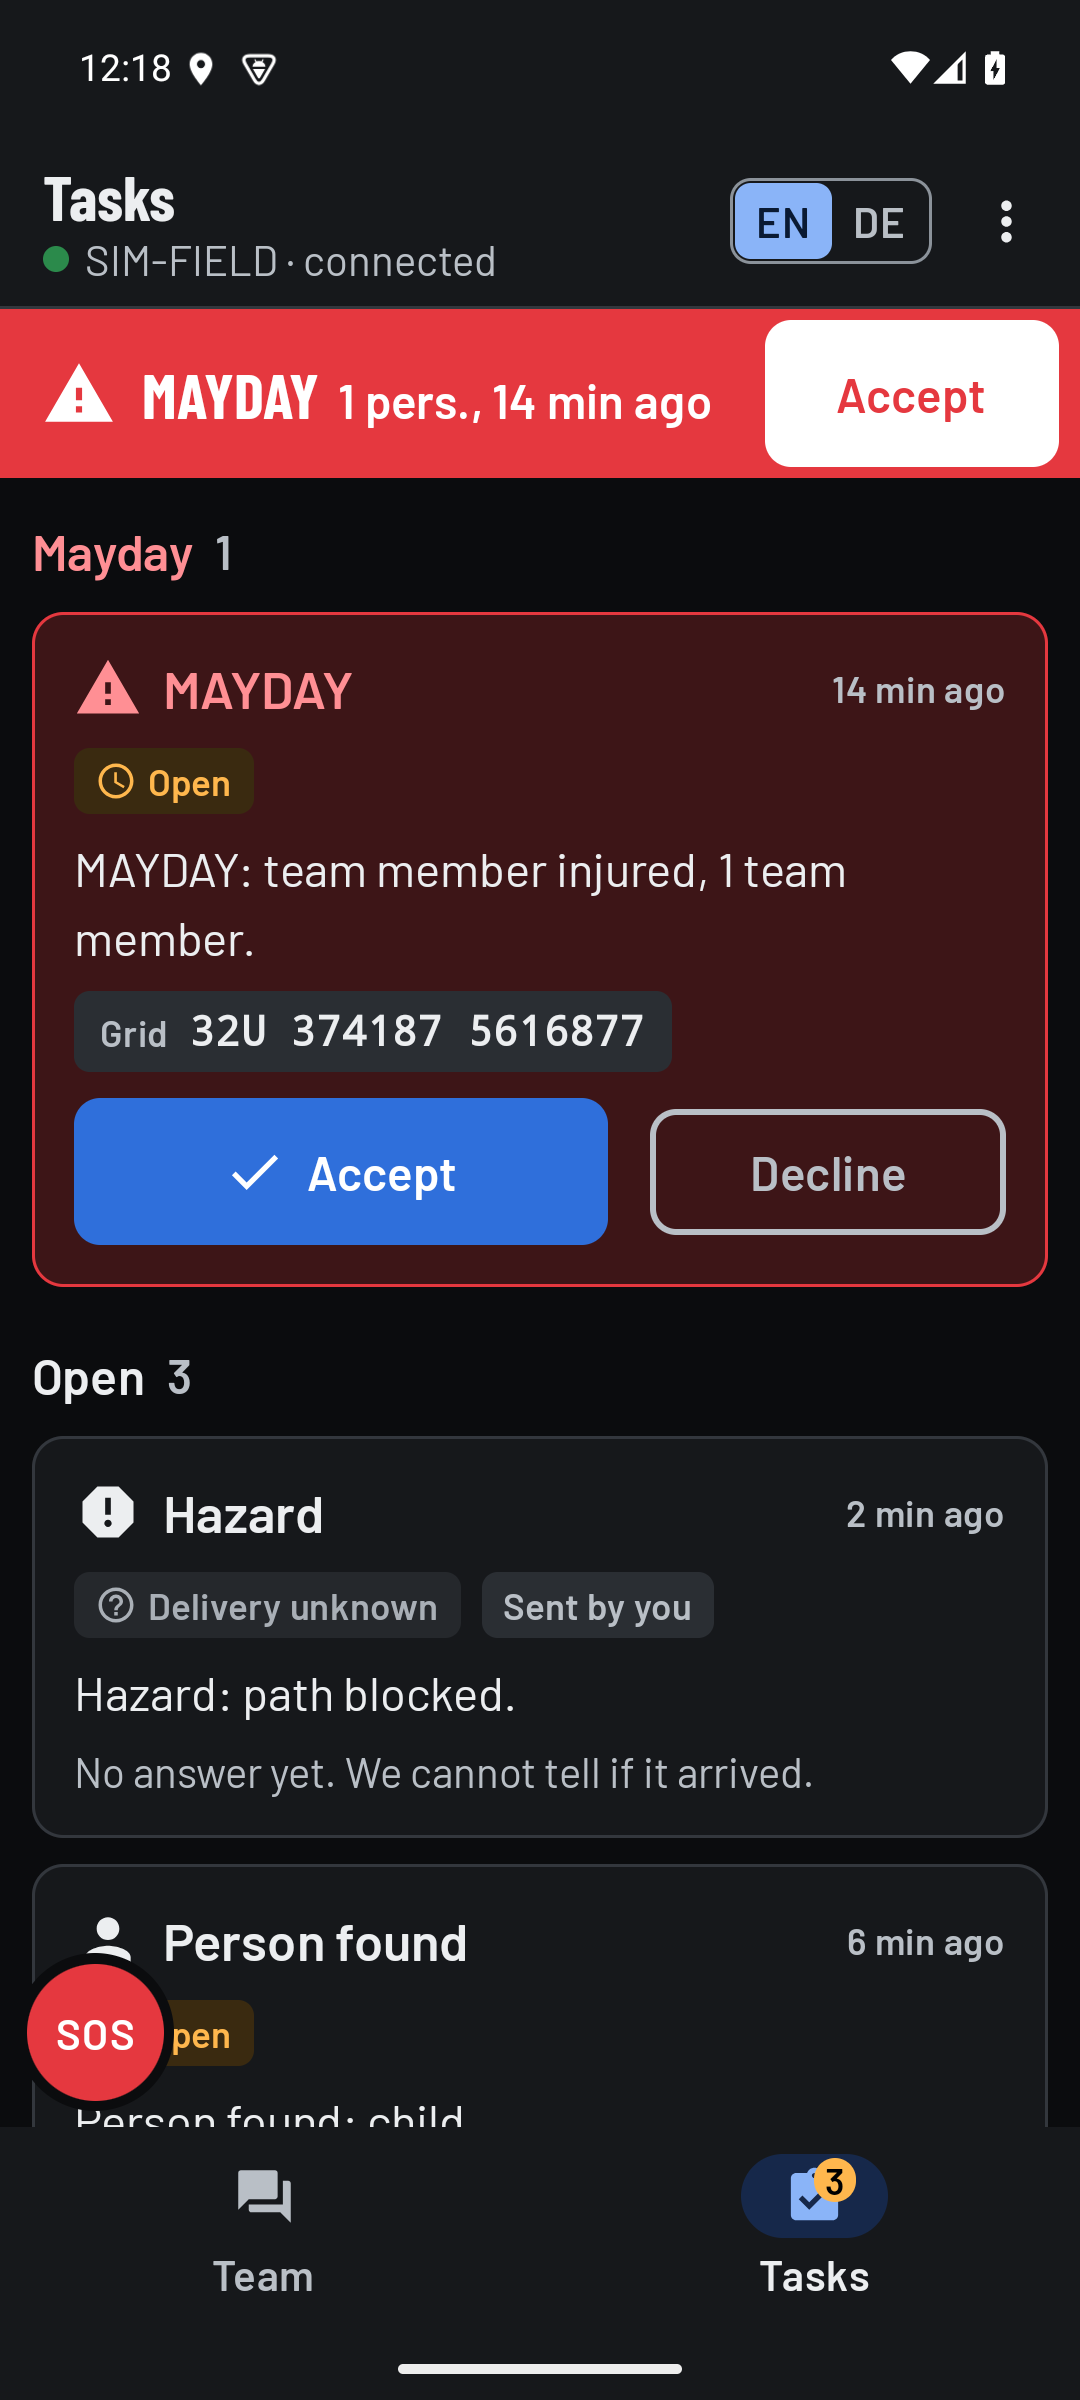 12:18
Tasks
SIM-FIELD · connected
EN DE
MAYDAY 1 pers., 14 min ago
Accept
Mayday 1
MAYDAY
14 min ago
Open
MAYDAY: team member injured, 1 team
member.
Grid 32U 374187 5616877
Accept
Decline
Open 3
Hazard
2 min ago
Delivery unknown
Sent by you
Hazard: path blocked.
No answer yet. We cannot tell if it arrived.
Person found
6 min ago
SOS
pen
Person found: child
3
Team
Tasks